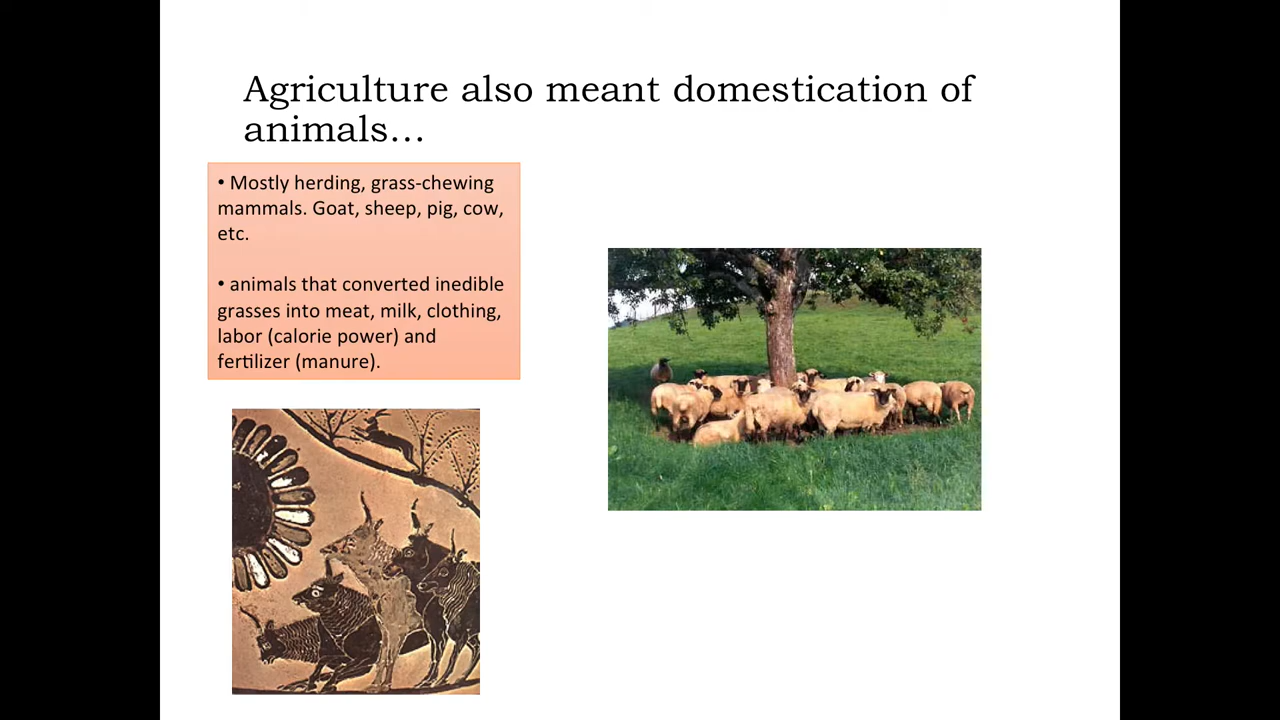 Agriculture also meant domestication of
animals…
• Mostly herding, grass-chewing
mammals. Goat, sheep, pig, cow,
etc.
• animals that converted inedible
grasses into meat, milk, clothing,
labor (calorie power) and
fertilizer (manure).